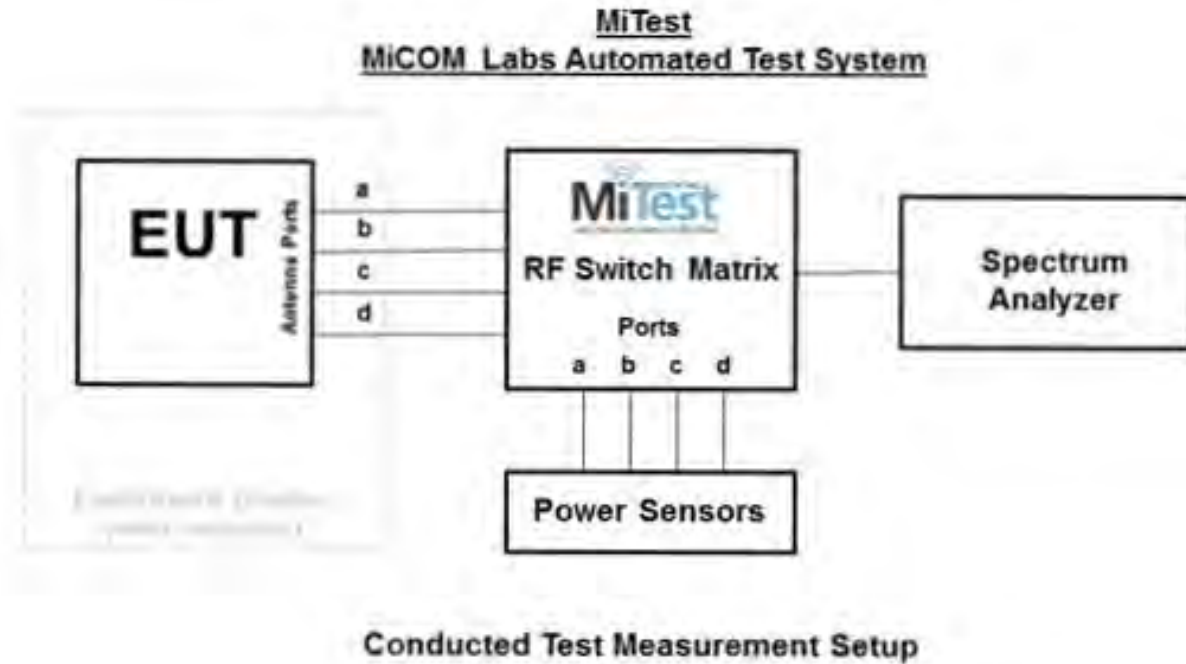 MiTest
MiCOM Labs Automated Test System
EUT
Antenna Ports
a
b
c
d
MiTest
RF Switch Matrix
Ports
a b c d
Spectrum
Analyzer
Power Sensors
Conducted Test Measurement Setup